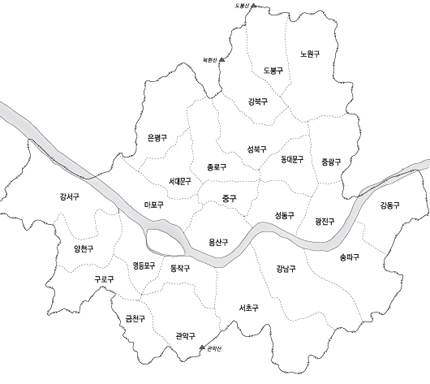 도봉산
노원구
북한산
도봉구
강북구
은평구
성북구
동대문구
중랑구
종로구
서대문구
강서구
마포구
중구
강동구
성동구
광진구
용산구
양천구
영등포구
동작구
송파구
강남구
구로구
서초구
금천구
관악구
관악산